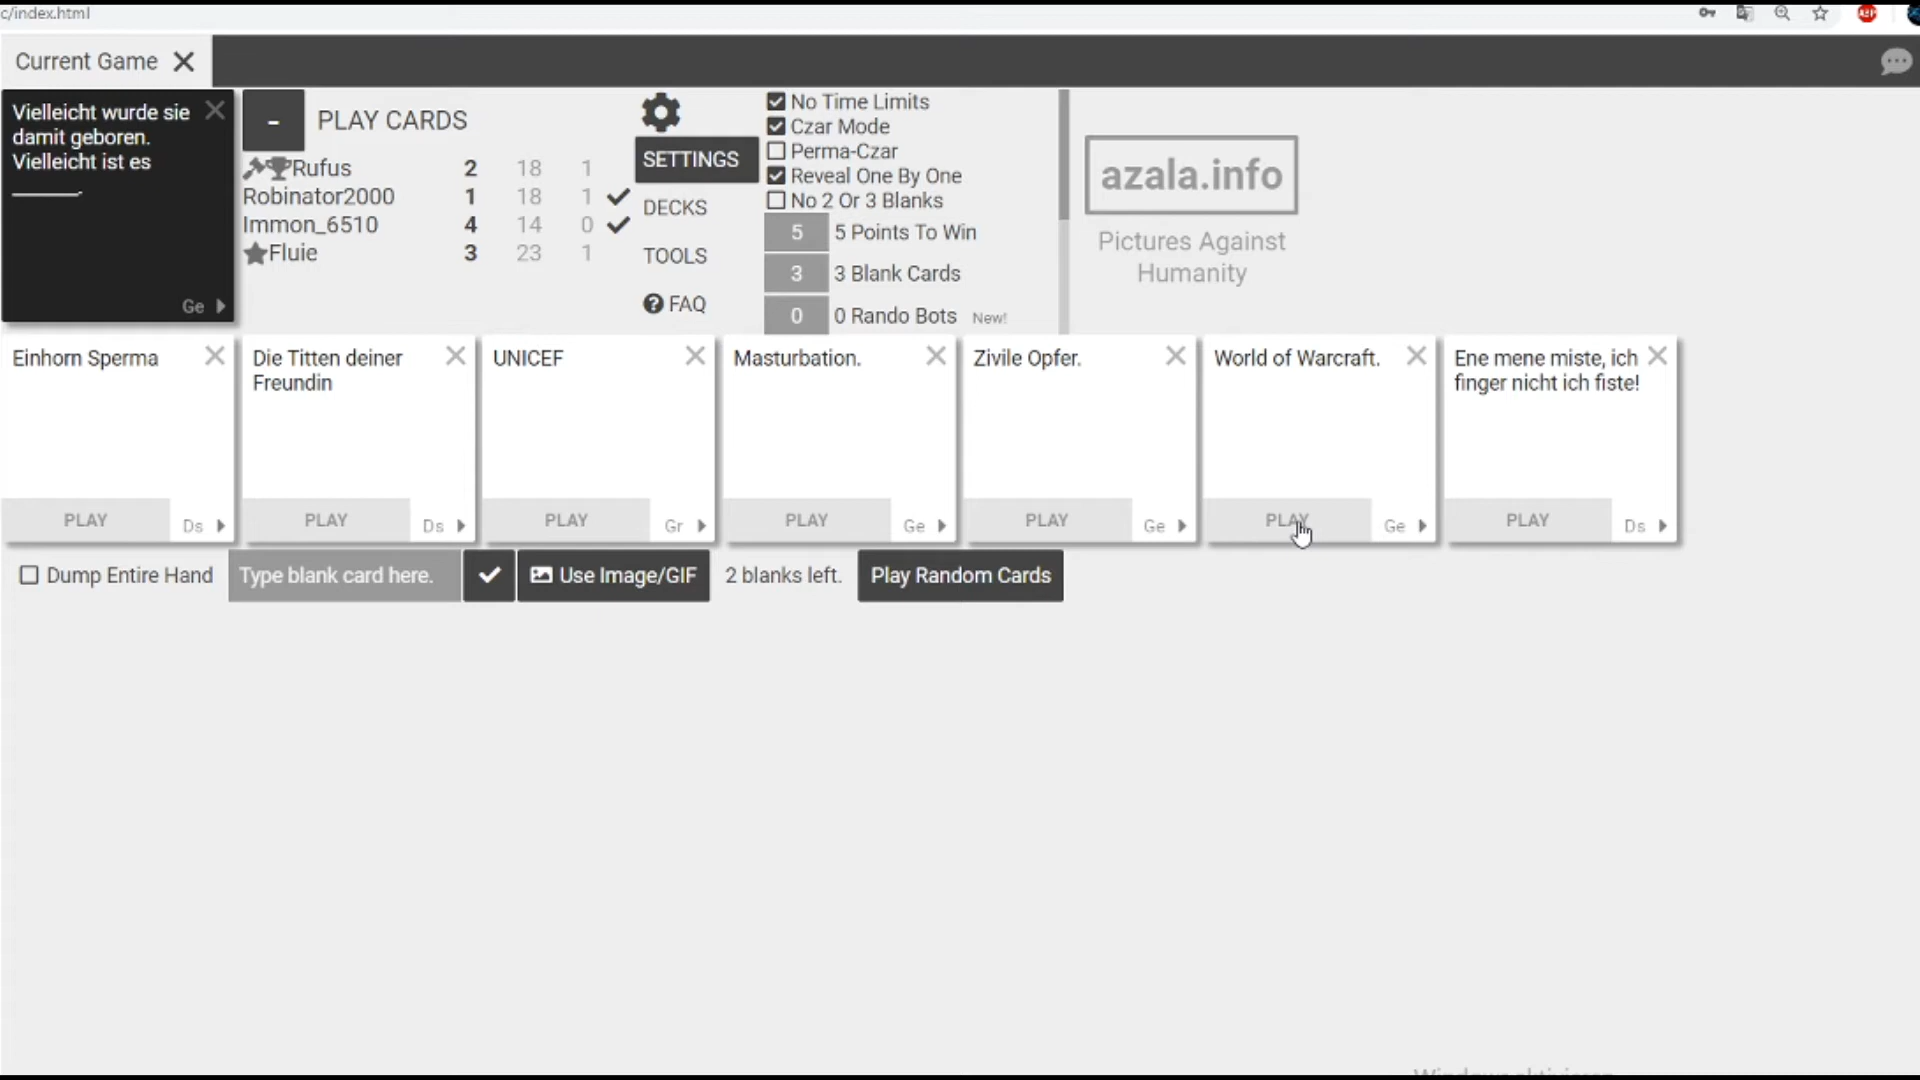 c/index.html
Current Game
Vielleicht wurde sie
damit geboren.
Vielleicht ist es
______.
Ge
-
PLAY CARDS
Rufus 2 18 1
Robinator2000 1 18 1
Immon_6510 4 14 0
Fluie 3 23 1
SETTINGS
DECKS
TOOLS
FAQ
No Time Limits
Czar Mode
Perma-Czar
Reveal One By One
No 2 Or 3 Blanks
5 5 Points To Win
3 3 Blank Cards
0 0 Rando Bots New!
azala.info
Pictures Against
Humanity
Einhorn Sperma
PLAY Ds
Die Titten deiner
Freundin
PLAY Ds
UNICEF
PLAY Gr
Masturbation.
PLAY Ge
Zivile Opfer.
PLAY Ge
World of Warcraft.
PLAY Ge
Ene mene miste, ich
finger nicht ich fiste!
PLAY Ds
Dump Entire Hand
Type blank card here.
Use Image/GIF
2 blanks left.
Play Random Cards